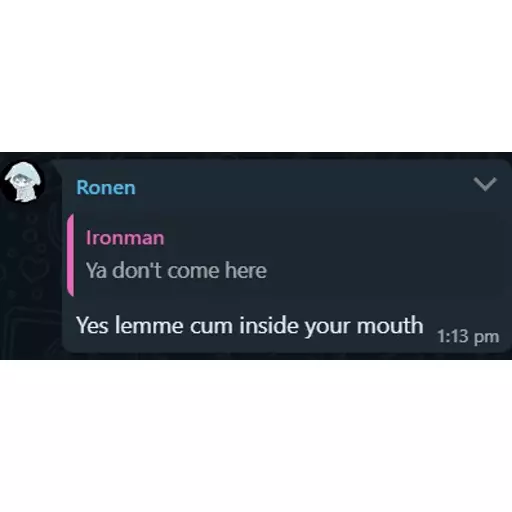 Ronen
Ironman
Ya don't come here
Yes lemme cum inside your mouth
1:13 pm